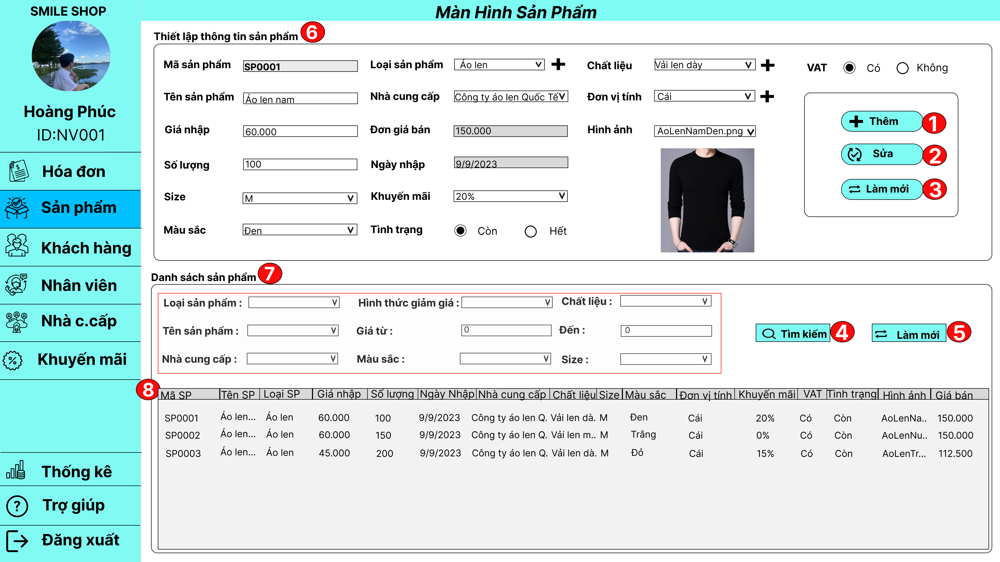 SMILE SHOP
Hoàng Phúc
ID:NV001
Hóa đơn
Sản phẩm
Khách hàng
Nhân viên
Nhà c.cấp
Khuyến mãi
Thống kê
Trợ giúp
Đăng xuất
Màn Hình Sản Phẩm
Thiết lập thông tin sản phẩm 6
Mã sản phẩm SP0001 Loại sản phẩm Áo len Chất liệu Vải len dày VAT Có Không
Tên sản phẩm Áo len nam Nhà cung cấp Công ty áo len Quốc Tế Đơn vị tính Cái
Giá nhập 60.000 Đơn giá bán 150.000 Hình ảnh AoLenNamDen.png
Số lượng 100 Ngày nhập 9/9/2023
Size M Khuyến mãi 20%
Màu sắc Đen Tình trạng Còn Hết
Thêm 1
Sửa 2
Làm mới 3
Danh sách sản phẩm 7
Loại sản phẩm : Hình thức giảm giá : Chất liệu :
Tên sản phẩm : Giá từ : 0 Đến : 0
Nhà cung cấp : Màu sắc : Size :
Tìm kiếm 4 Làm mới 5
8
Mã SP Tên SP Loại SP Giá nhập Số lượng Ngày Nhập Nhà cung cấp Chất liệu Size Màu sắc Đơn vị tính Khuyến mãi VAT Tình trạng Hình ảnh Giá bán
SP0001 Áo len... Áo len 60.000 100 9/9/2023 Công ty áo len Q. Vải len dà. M Đen Cái 20% Có Còn AoLenNa.. 150.000
SP0002 Áo len... Áo len 60.000 150 9/9/2023 Công ty áo len Q. Vải len m.. M Trắng Cái 0% Có Còn AoLenNu.. 150.000
SP0003 Áo len... Áo len 45.000 200 9/9/2023 Công ty áo len Q. Vải len dà. M Đỏ Cái 15% Có Còn AoLenTr... 112.500